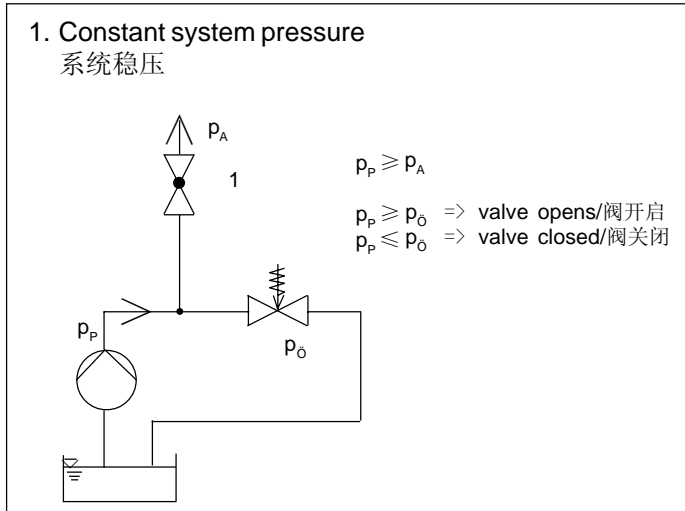 1. Constant system pressure
系统稳压
p_A
1
p_P ≥ p_A
p_P ≥ p_Ö => valve opens/阀开启
p_P ≤ p_Ö => valve closed/阀关闭
p_P
p_Ö